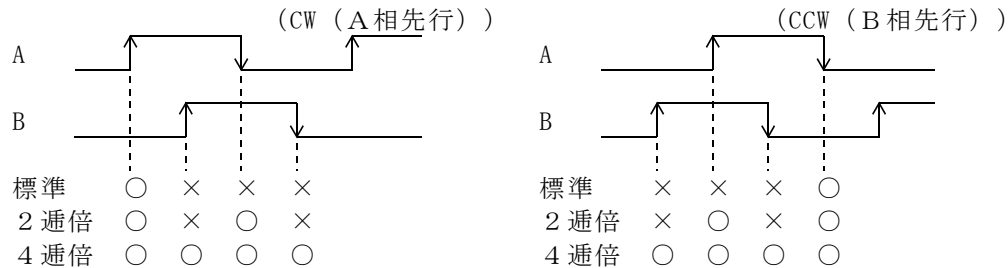 (CW（A相先行）)
(CCW（B相先行）)
A
A
B
B
標準 ○ × × ×
標準 × × × ○
２逓倍 ○ × ○ ×
２逓倍 × ○ × ○
４逓倍 ○ ○ ○ ○
４逓倍 ○ ○ ○ ○